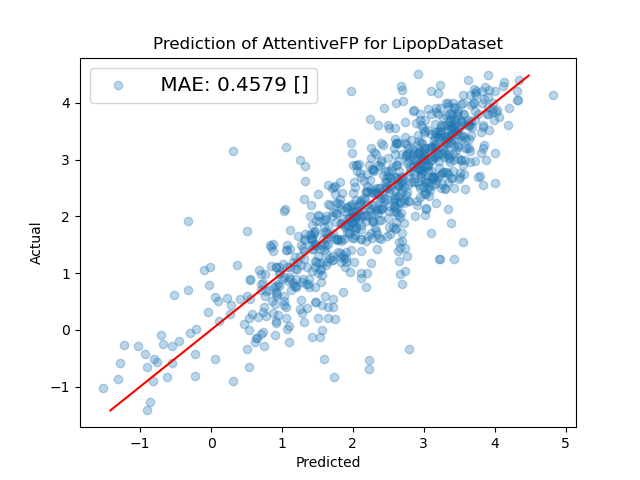 Prediction of AttentiveFP for LipopDataset
MAE: 0.4579 []
4
3
2
1
0
−1
Actual
−1 0 1 2 3 4 5
Predicted